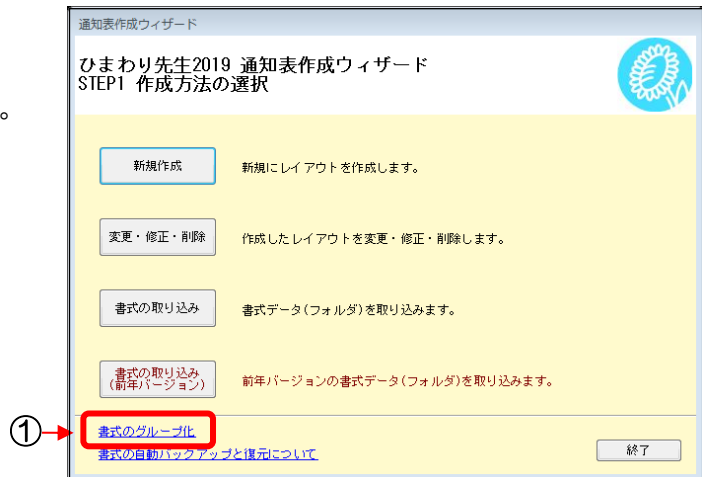 通知表作成ウィザード
ひまわり先生2019 通知表作成ウィザード
STEP1 作成方法の選択
。
新規作成 新規にレイアウトを作成します。
変更・修正・削除 作成したレイアウトを変更・修正・削除します。
書式の取り込み 書式データ(フォルダ)を取り込みます。
書式の取り込み
(前年バージョン) 前年バージョンの書式データ(フォルダ)を取り込みます。
① 書式のグループ化
書式の自動バックアップと復元について
終了